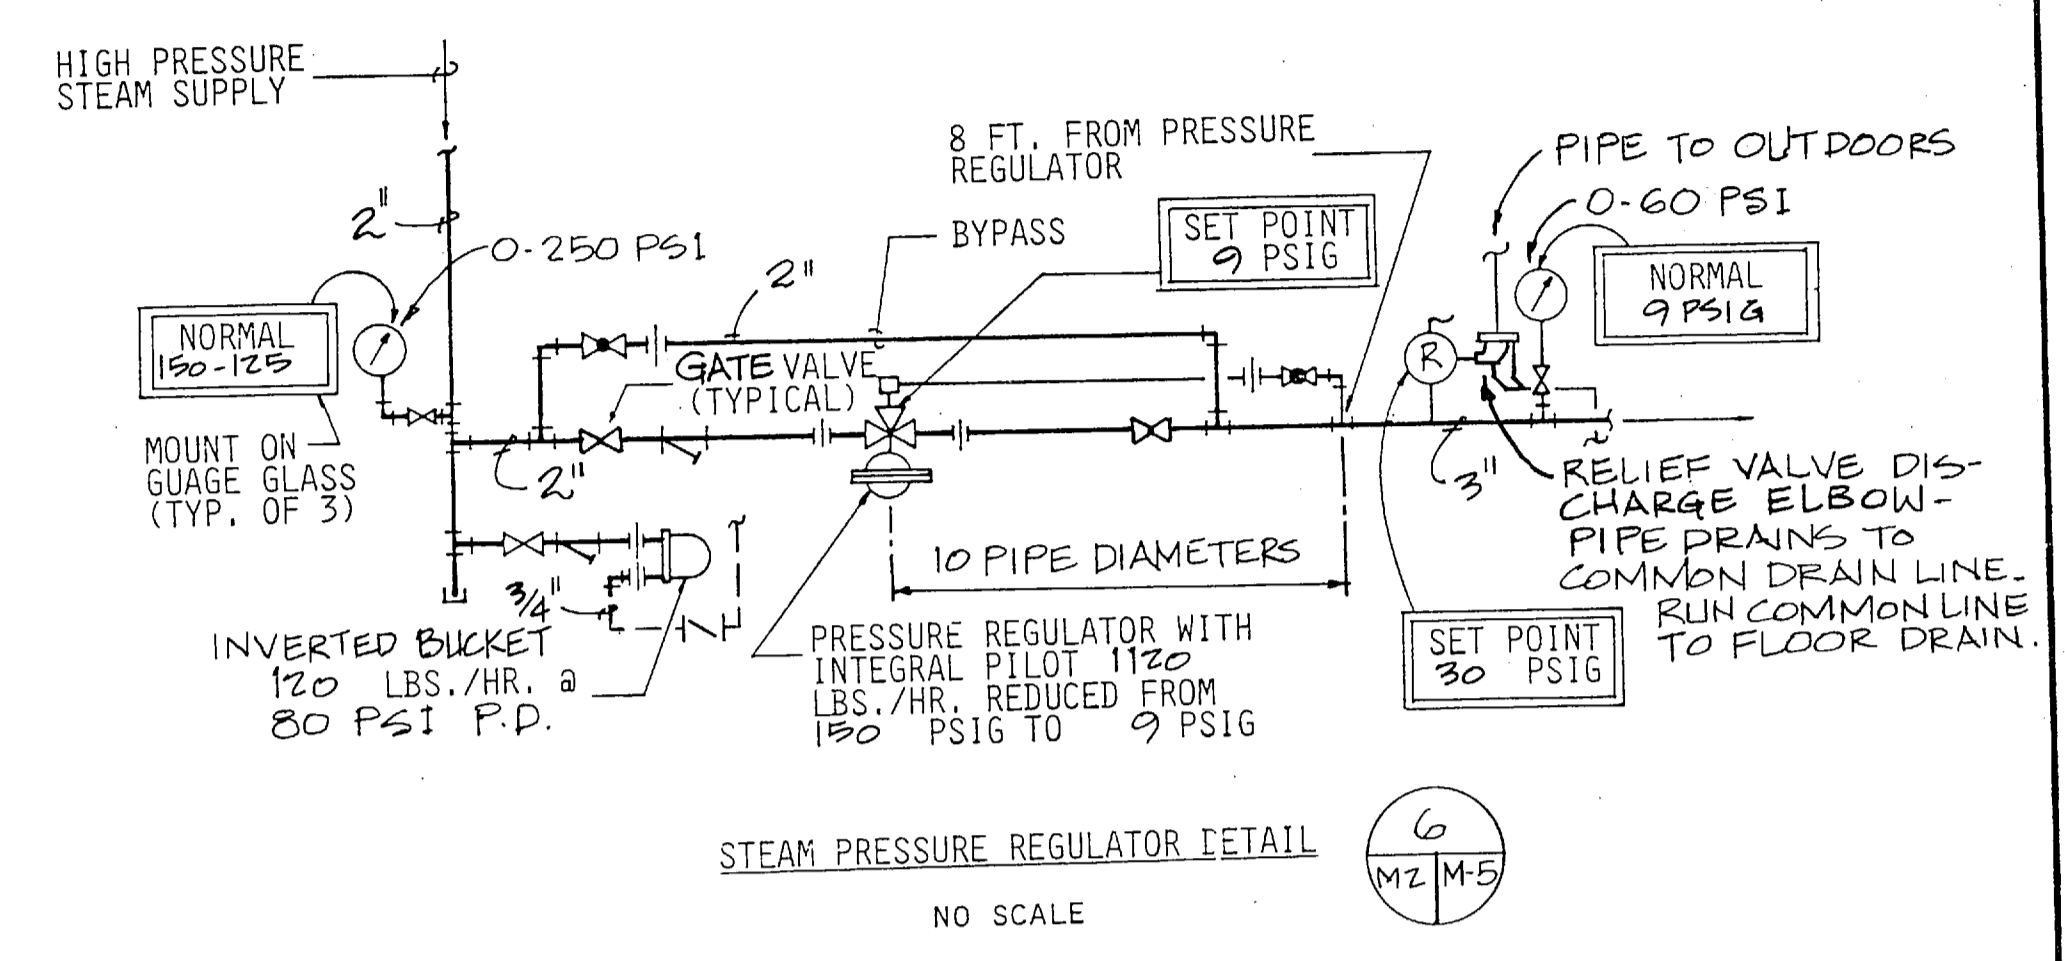 HIGH PRESSURE
STEAM SUPPLY
2"
0-250 PSI
NORMAL
150-125
MOUNT ON
GUAGE GLASS
(TYP. OF 3)
2"
BYPASS
GATE VALVE
(TYPICAL)
2"
8 FT. FROM PRESSURE
REGULATOR
SET POINT
9 PSIG
PIPE TO OUTDOORS
0-60 PSI
NORMAL
9 PSIG
R
3"
RELIEF VALVE DIS-
CHARGE ELBOW-
PIPE DRAINS TO
COMMON DRAIN LINE.
RUN COMMON LINE
TO FLOOR DRAIN.
SET POINT
30 PSIG
10 PIPE DIAMETERS
3/4"
INVERTED BUCKET
120 LBS./HR. @
80 PSI P.D.
PRESSURE REGULATOR WITH
INTEGRAL PILOT 1120
LBS./HR. REDUCED FROM
150 PSIG TO 9 PSIG
STEAM PRESSURE REGULATOR DETAIL
NO SCALE
6
M2 M-5